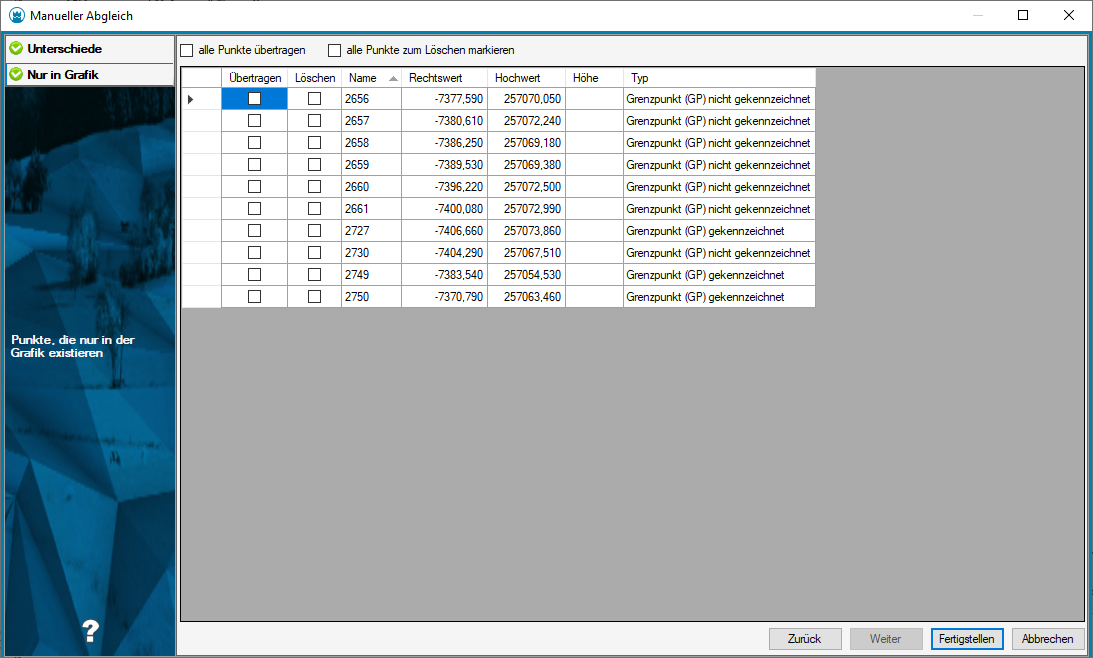 Manueller Abgleich
Unterschiede
Nur in Grafik
Punkte, die nur in der
Grafik existieren
?
alle Punkte übertragen alle Punkte zum Löschen markieren
Übertragen Löschen Name Rechtswert Hochwert Höhe Typ
2656 -7377,590 257070,050 Grenzpunkt (GP) nicht gekennzeichnet
2657 -7380,610 257072,240 Grenzpunkt (GP) nicht gekennzeichnet
2658 -7386,250 257069,180 Grenzpunkt (GP) nicht gekennzeichnet
2659 -7389,530 257069,380 Grenzpunkt (GP) nicht gekennzeichnet
2660 -7396,220 257072,500 Grenzpunkt (GP) nicht gekennzeichnet
2661 -7400,080 257072,990 Grenzpunkt (GP) nicht gekennzeichnet
2727 -7406,660 257073,860 Grenzpunkt (GP) gekennzeichnet
2730 -7404,290 257067,510 Grenzpunkt (GP) nicht gekennzeichnet
2749 -7383,540 257054,530 Grenzpunkt (GP) gekennzeichnet
2750 -7370,790 257063,460 Grenzpunkt (GP) gekennzeichnet
Zurück Weiter Fertigstellen Abbrechen